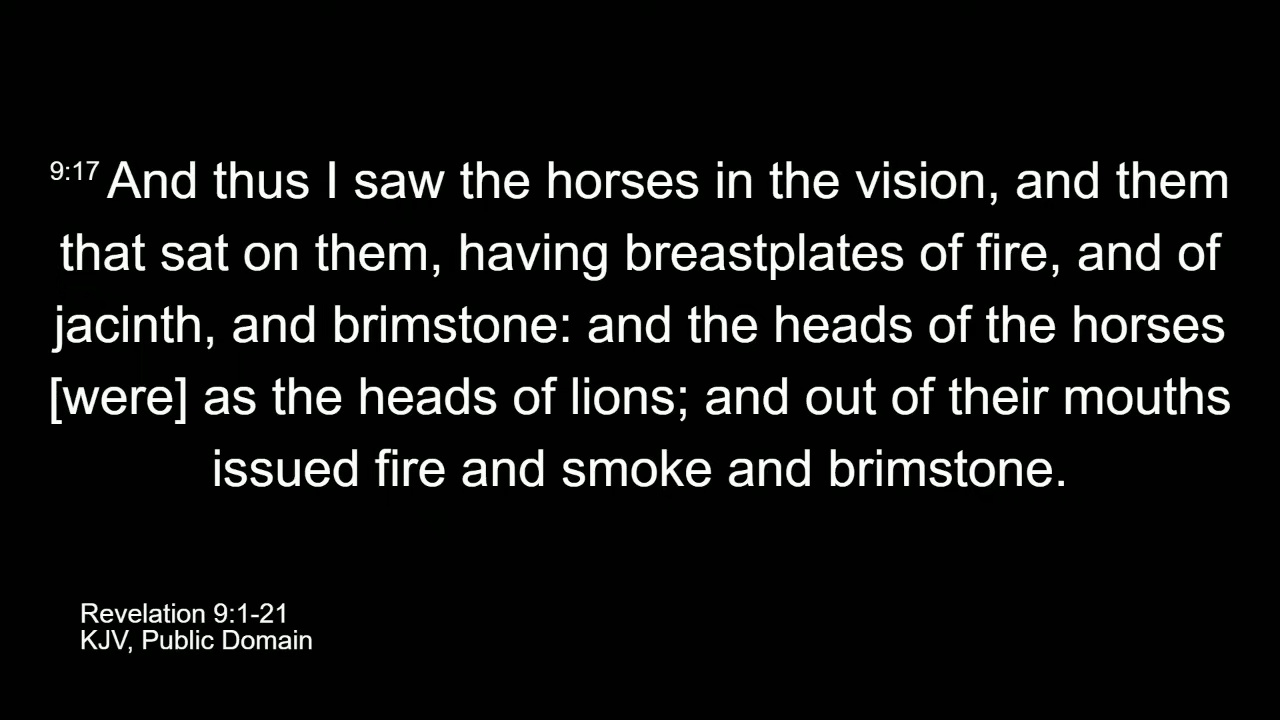 9:17 And thus I saw the horses in the vision, and them
that sat on them, having breastplates of fire, and of
jacinth, and brimstone: and the heads of the horses
[were] as the heads of lions; and out of their mouths
issued fire and smoke and brimstone.
Revelation 9:1-21
KJV, Public Domain